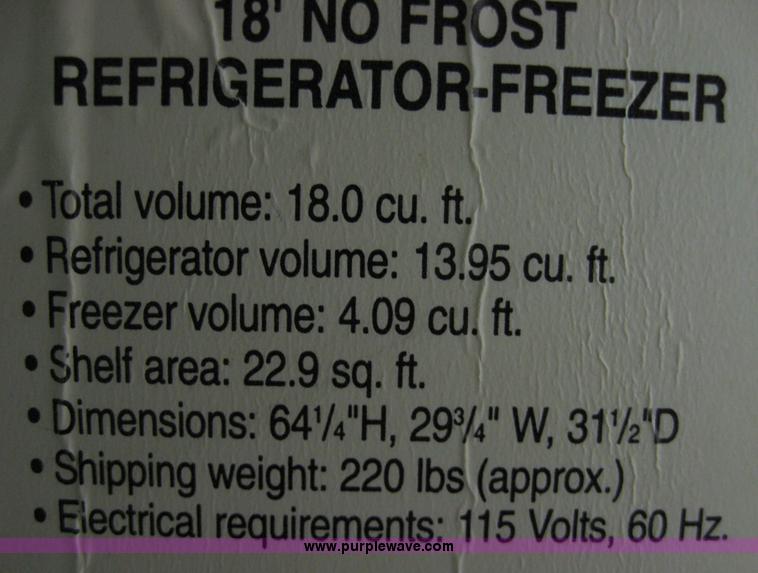 18' NO FROST
REFRIGERATOR-FREEZER
• Total volume: 18.0 cu. ft.
• Refrigerator volume: 13.95 cu. ft.
• Freezer volume: 4.09 cu. ft.
• Shelf area: 22.9 sq. ft.
• Dimensions: 64¼"H, 29¾" W, 31½"D
• Shipping weight: 220 lbs (approx.)
• Electrical requirements: 115 Volts, 60 Hz.
www.purplewave.com